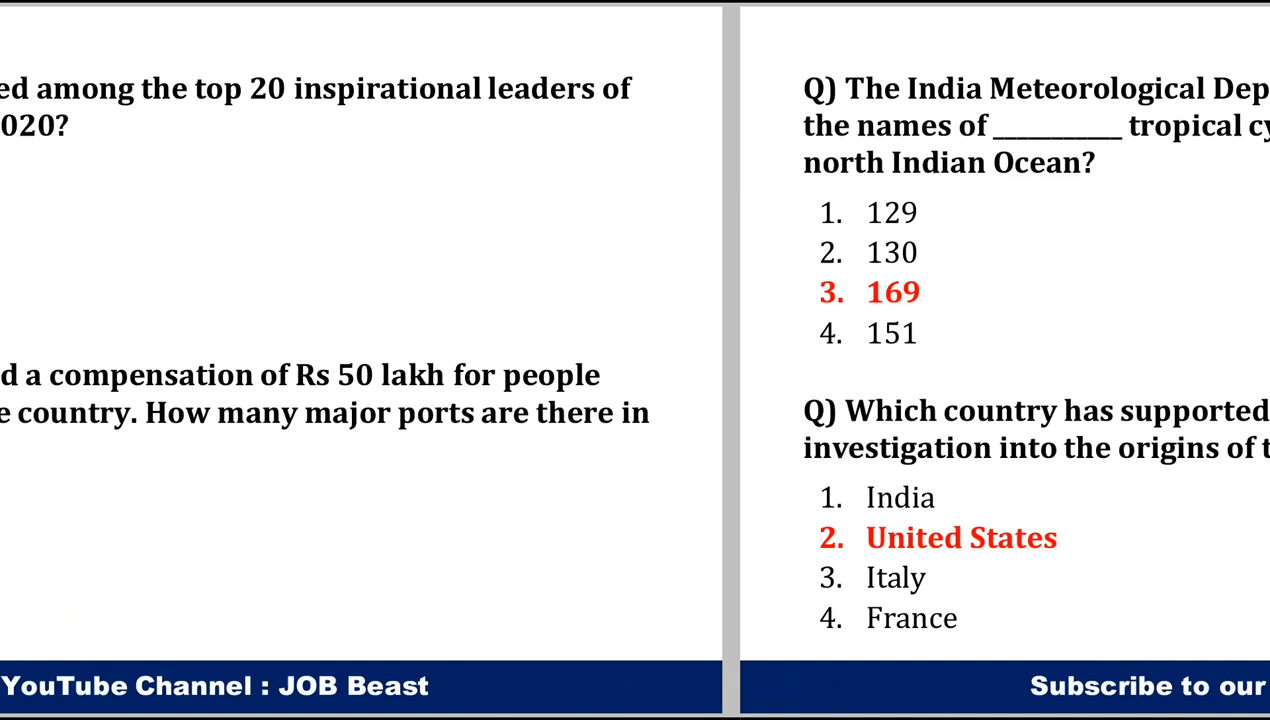 ed among the top 20 inspirational leaders of
020?
d a compensation of Rs 50 lakh for people
e country. How many major ports are there in
YouTube Channel : JOB Beast
Q) The India Meteorological Dep
the names of ___________ tropical cy
north Indian Ocean?
1. 129
2. 130
3. 169
4. 151
Q) Which country has supported
investigation into the origins of t
1. India
2. United States
3. Italy
4. France
Subscribe to our